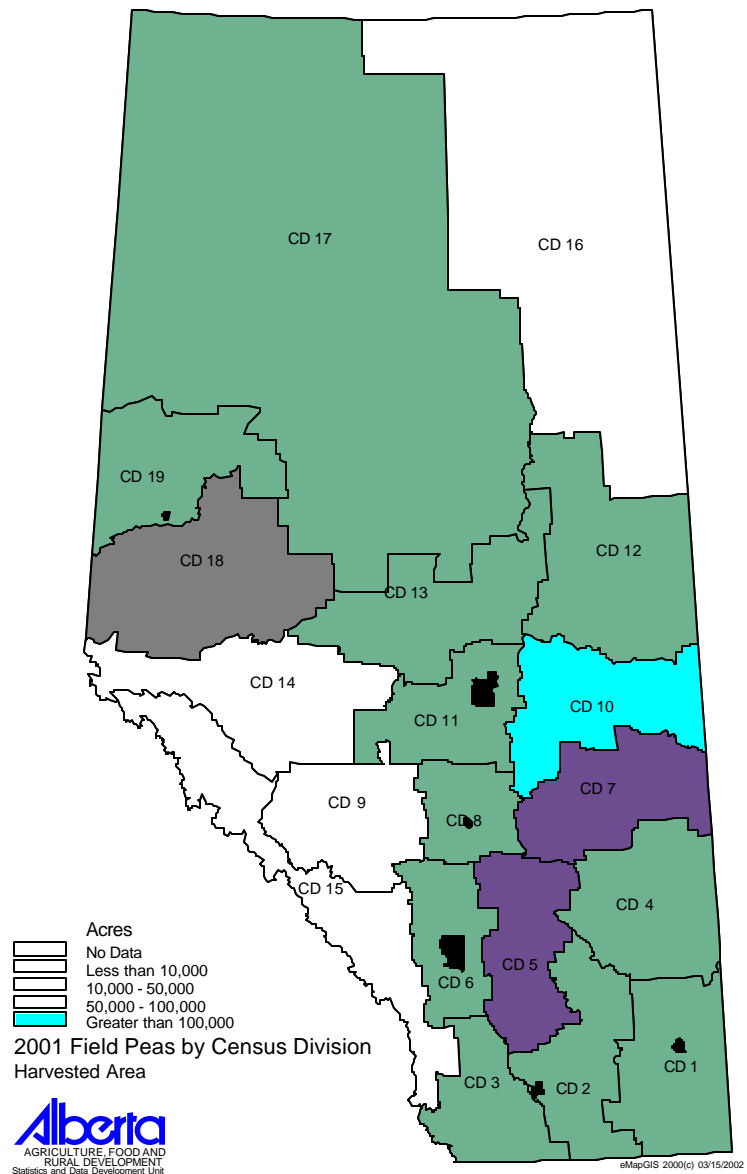 CD 17
CD 16
CD 19
CD 18
CD 12
CD 13
CD 14
CD 11
CD 10
CD 9
CD 7
CD 8
CD 15
CD 4
CD 5
CD 6
CD 3
CD 2
CD 1
Acres
No Data
Less than 10,000
10,000 - 50,000
50,000 - 100,000
Greater than 100,000
2001 Field Peas by Census Division
Harvested Area
Alberta
AGRICULTURE, FOOD AND
RURAL DEVELOPMENT
Statistics and Data Development Unit
eMapGIS 2000(c) 03/15/2002